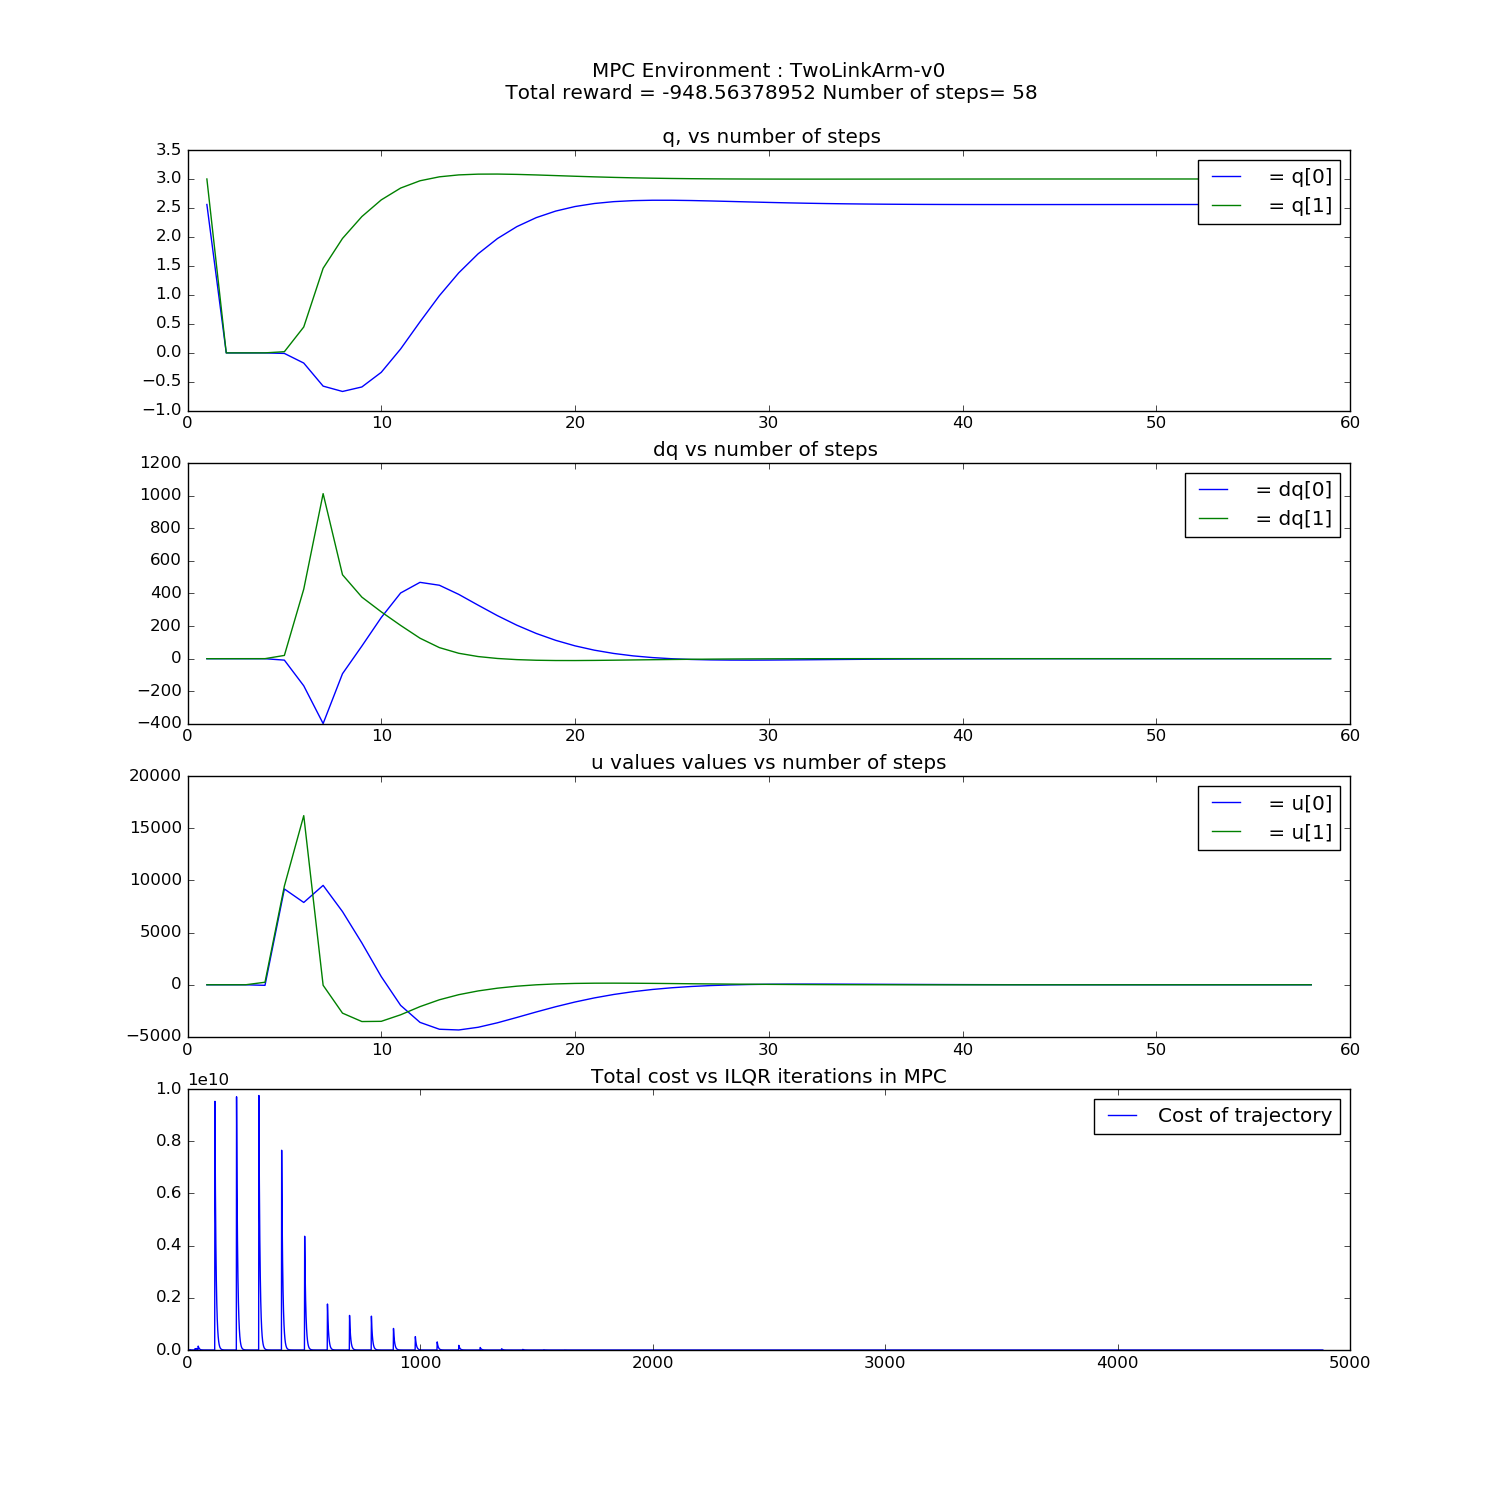 MPC Environment : TwoLinkArm-v0
Total reward = -948.56378952 Number of steps= 58
q, vs number of steps
3.5
3.0
2.5
2.0
1.5
1.0
0.5
0.0
−0.5
−1.0
= q[0]
= q[1]
0 10 20 30 40 50 60
dq vs number of steps
1200
1000
800
600
400
200
0
−200
−400
= dq[0]
= dq[1]
0 10 20 30 40 50 60
u values values vs number of steps
20000
15000
10000
5000
0
−5000
= u[0]
= u[1]
0 10 20 30 40 50 60
Total cost vs ILQR iterations in MPC
1e10
1.0
0.8
0.6
0.4
0.2
0.0
Cost of trajectory
0 1000 2000 3000 4000 5000